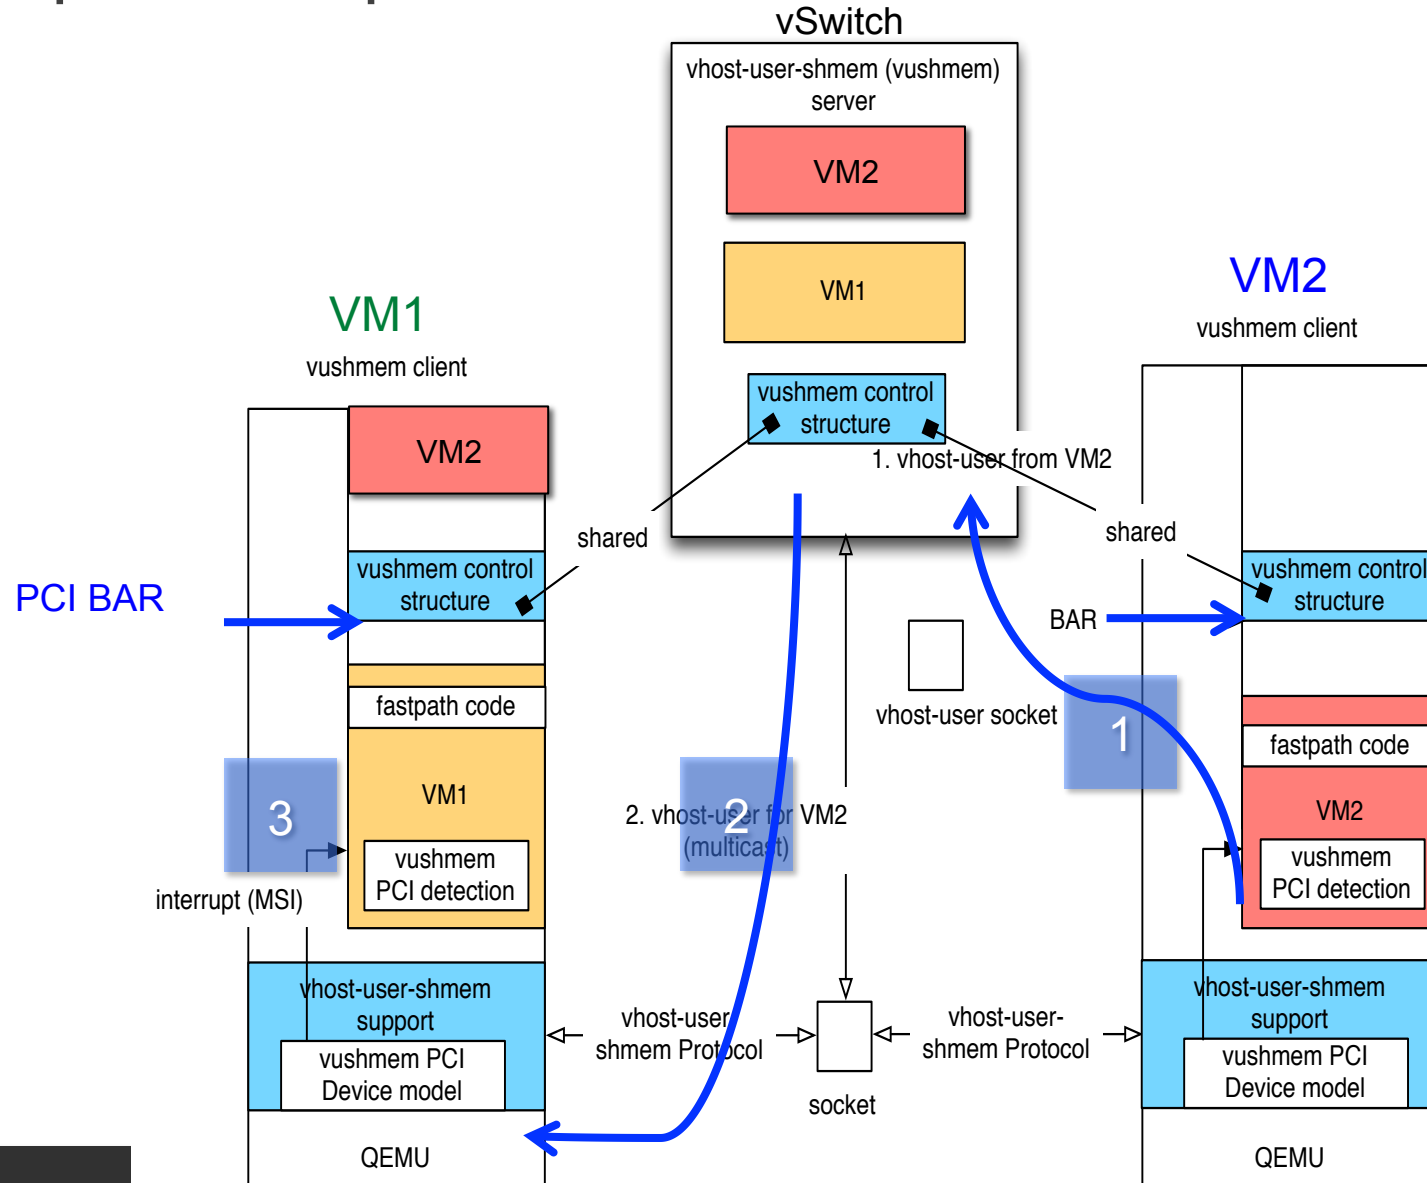 vSwitch
vhost-user-shmem (vushmem)
server
VM2
VM1
vushmem control
structure
1. vhost-user from VM2
VM1
vushmem client
VM2
shared
vushmem control
structure
PCI BAR
fastpath code
VM1
3
vushmem
PCI detection
interrupt (MSI)
vhost-user-shmem
support
vushmem PCI
Device model
QEMU
2. vhost-user for VM2
(multicast)
2
vhost-user
shmem Protocol
socket
vhost-user-
shmem Protocol
vhost-user socket
1
VM2
vushmem client
shared
vushmem control
structure
BAR
fastpath code
VM2
vushmem
PCI detection
vhost-user-shmem
support
vushmem PCI
Device model
QEMU